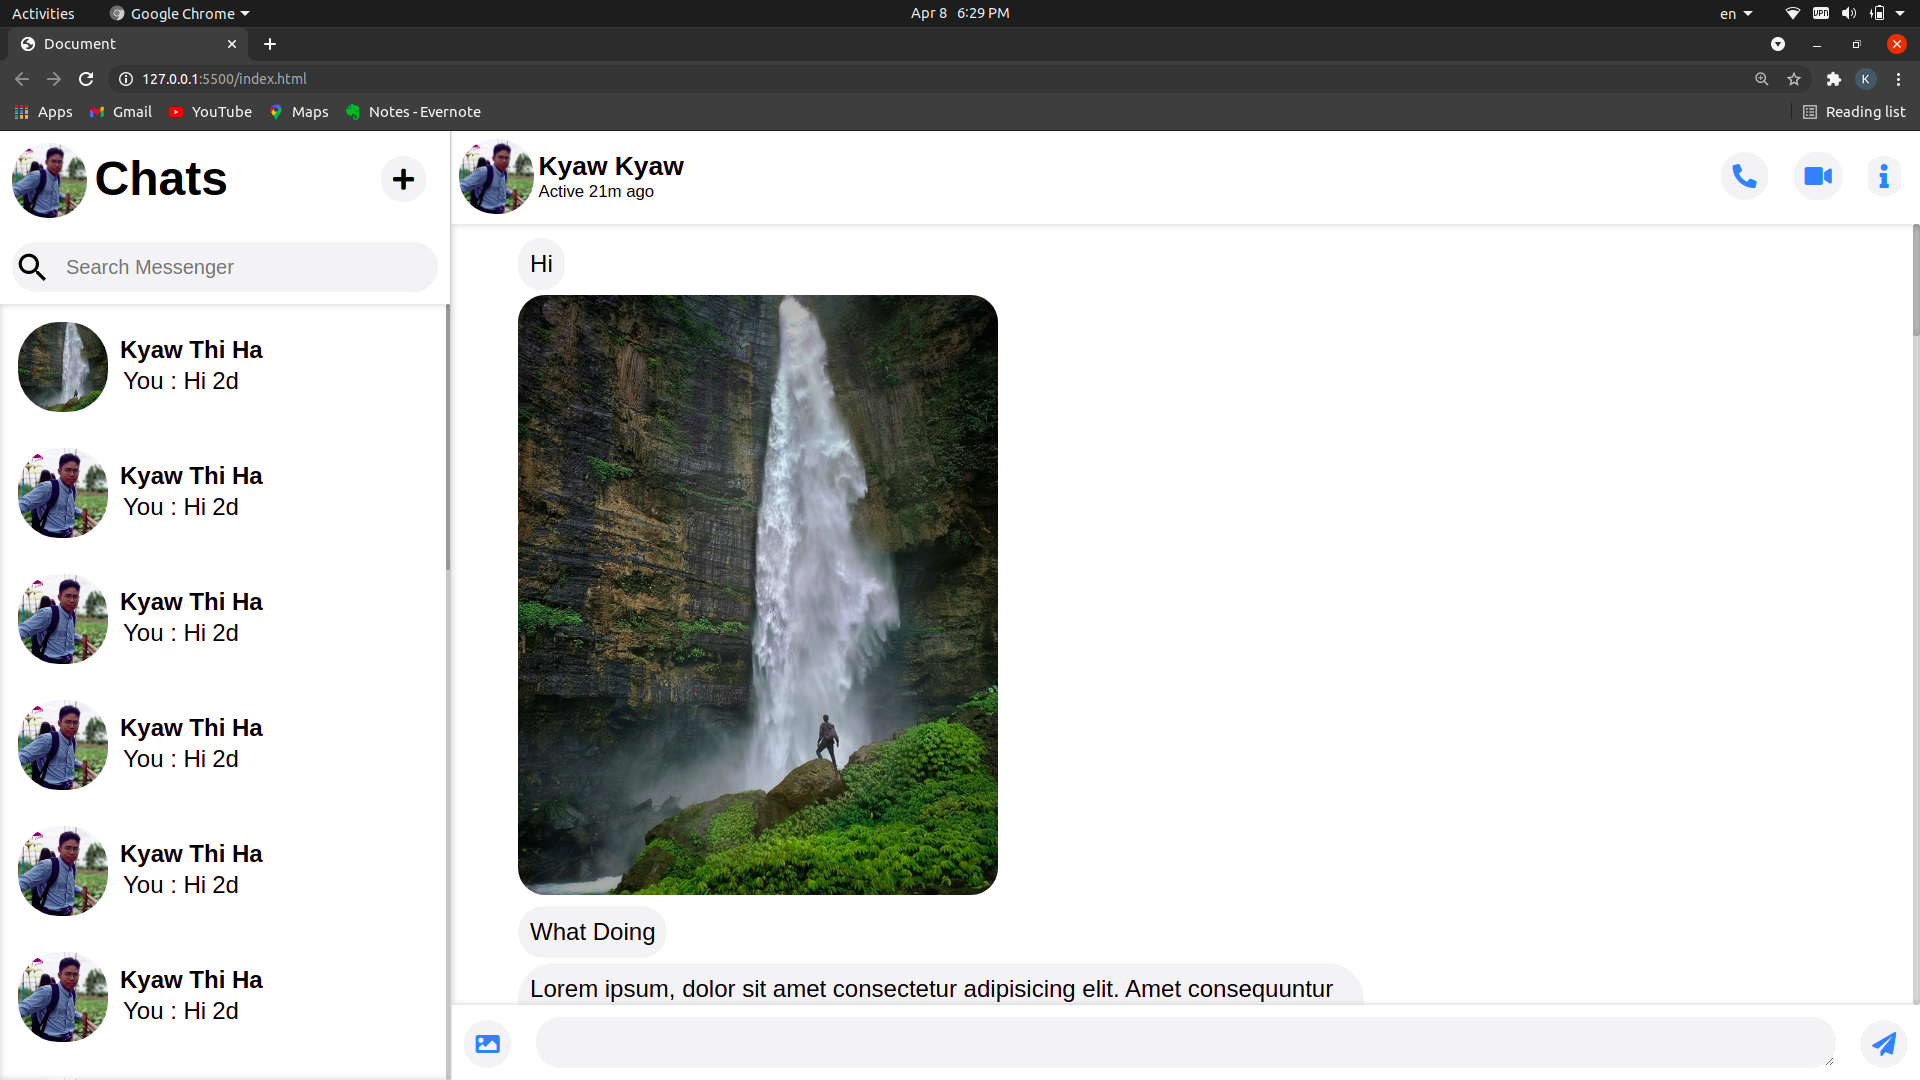 Activities
Google Chrome
Apr 8 6:29 PM
en
VPN
Document
127.0.0.1:5500/index.html
K
Apps
Gmail
YouTube
Maps
Notes - Evernote
Reading list
Chats
Search Messenger
Kyaw Thi Ha
You : Hi 2d
Kyaw Thi Ha
You : Hi 2d
Kyaw Thi Ha
You : Hi 2d
Kyaw Thi Ha
You : Hi 2d
Kyaw Thi Ha
You : Hi 2d
Kyaw Thi Ha
You : Hi 2d
Kyaw Kyaw
Active 21m ago
Hi
What Doing
Lorem ipsum, dolor sit amet consectetur adipisicing elit. Amet consequuntur